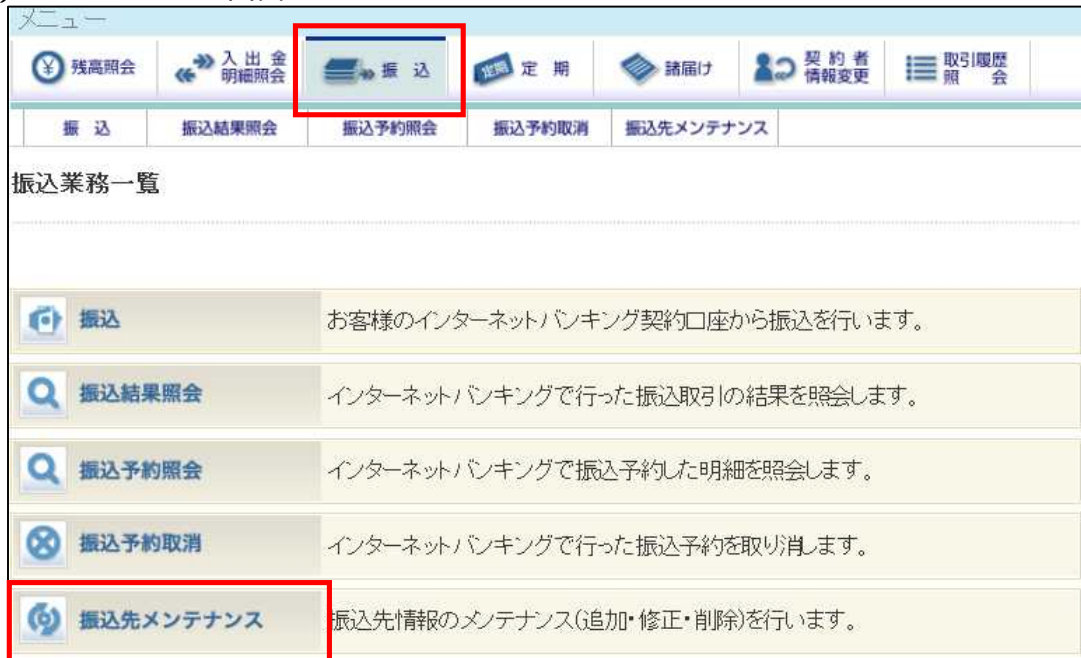 メニュー
残高照会
入出金
明細照会
振込
定期
定期
諸届け
契約者
情報変更
取引履歴
照会
振込
振込結果照会
振込予約照会
振込予約取消
振込先メンテナンス
振込業務一覧
振込
お客様のインターネットバンキング契約口座から振込を行います。
振込結果照会
インターネットバンキングで行った振込取引の結果を照会します。
振込予約照会
インターネットバンキングで振込予約した明細を照会します。
振込予約取消
インターネットバンキングで行った振込予約を取り消します。
振込先メンテナンス
振込先情報のメンテナンス(追加・修正・削除)を行います。